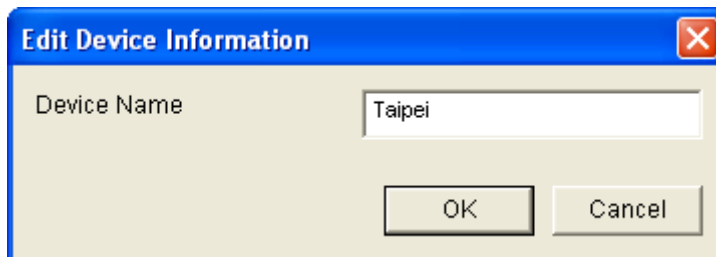 Edit Device Information
Device Name
Taipei
OK
Cancel